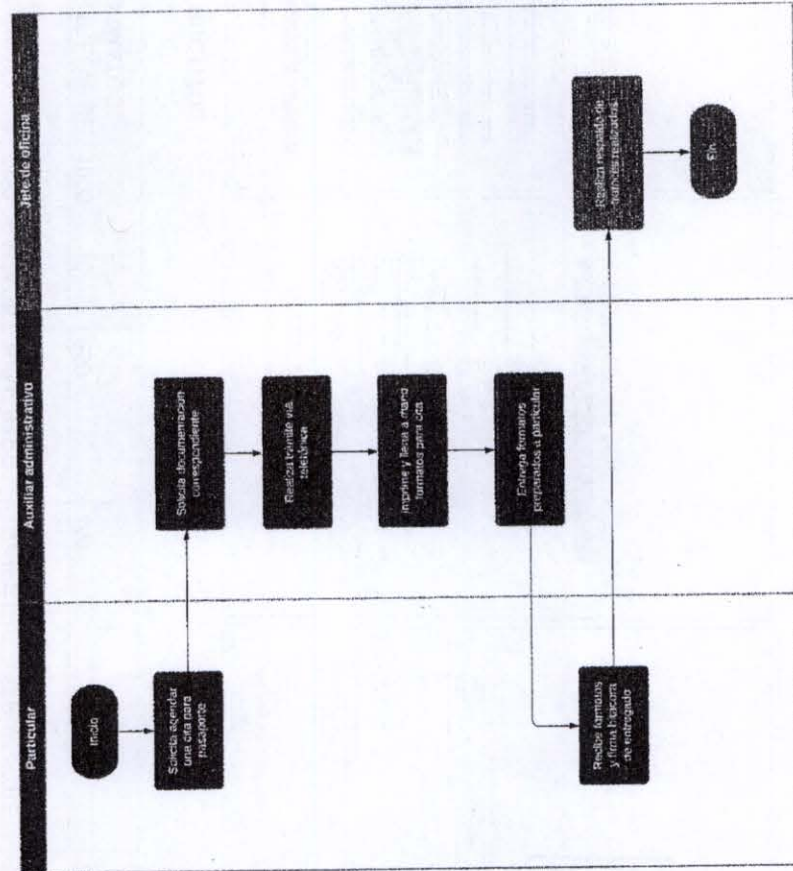 Particular
Auxiliar administrativo
Jefe de oficina
Inicio
Solicita agendar
una cita para
pasaporte
Solicita documentación
correspondiente
Realiza trámite vía
telefónica
Imprime y llena a mano
formatos para cita
Entrega formatos
preparados a particular
Recibe formatos
y firma bitácora
de entregado
Realiza respaldo de
trámites realizados
Fin